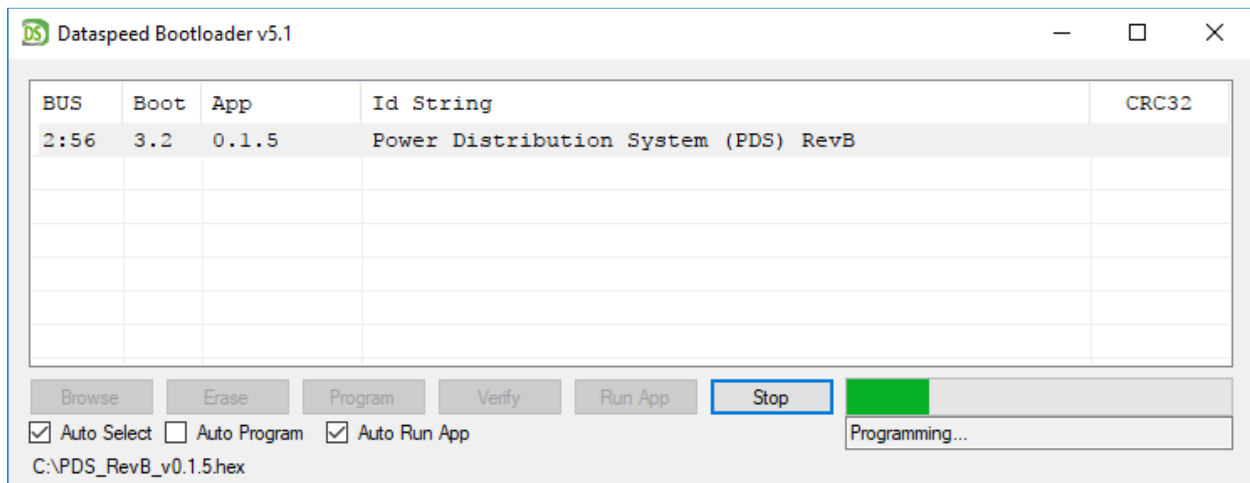 DS Dataspeed Bootloader v5.1
BUS Boot App Id String CRC32
2:56 3.2 0.1.5 Power Distribution System (PDS) RevB
Browse Erase Program Verify Run App Stop
Auto Select Auto Program Auto Run App Programming...
C:\PDS_RevB_v0.1.5.hex